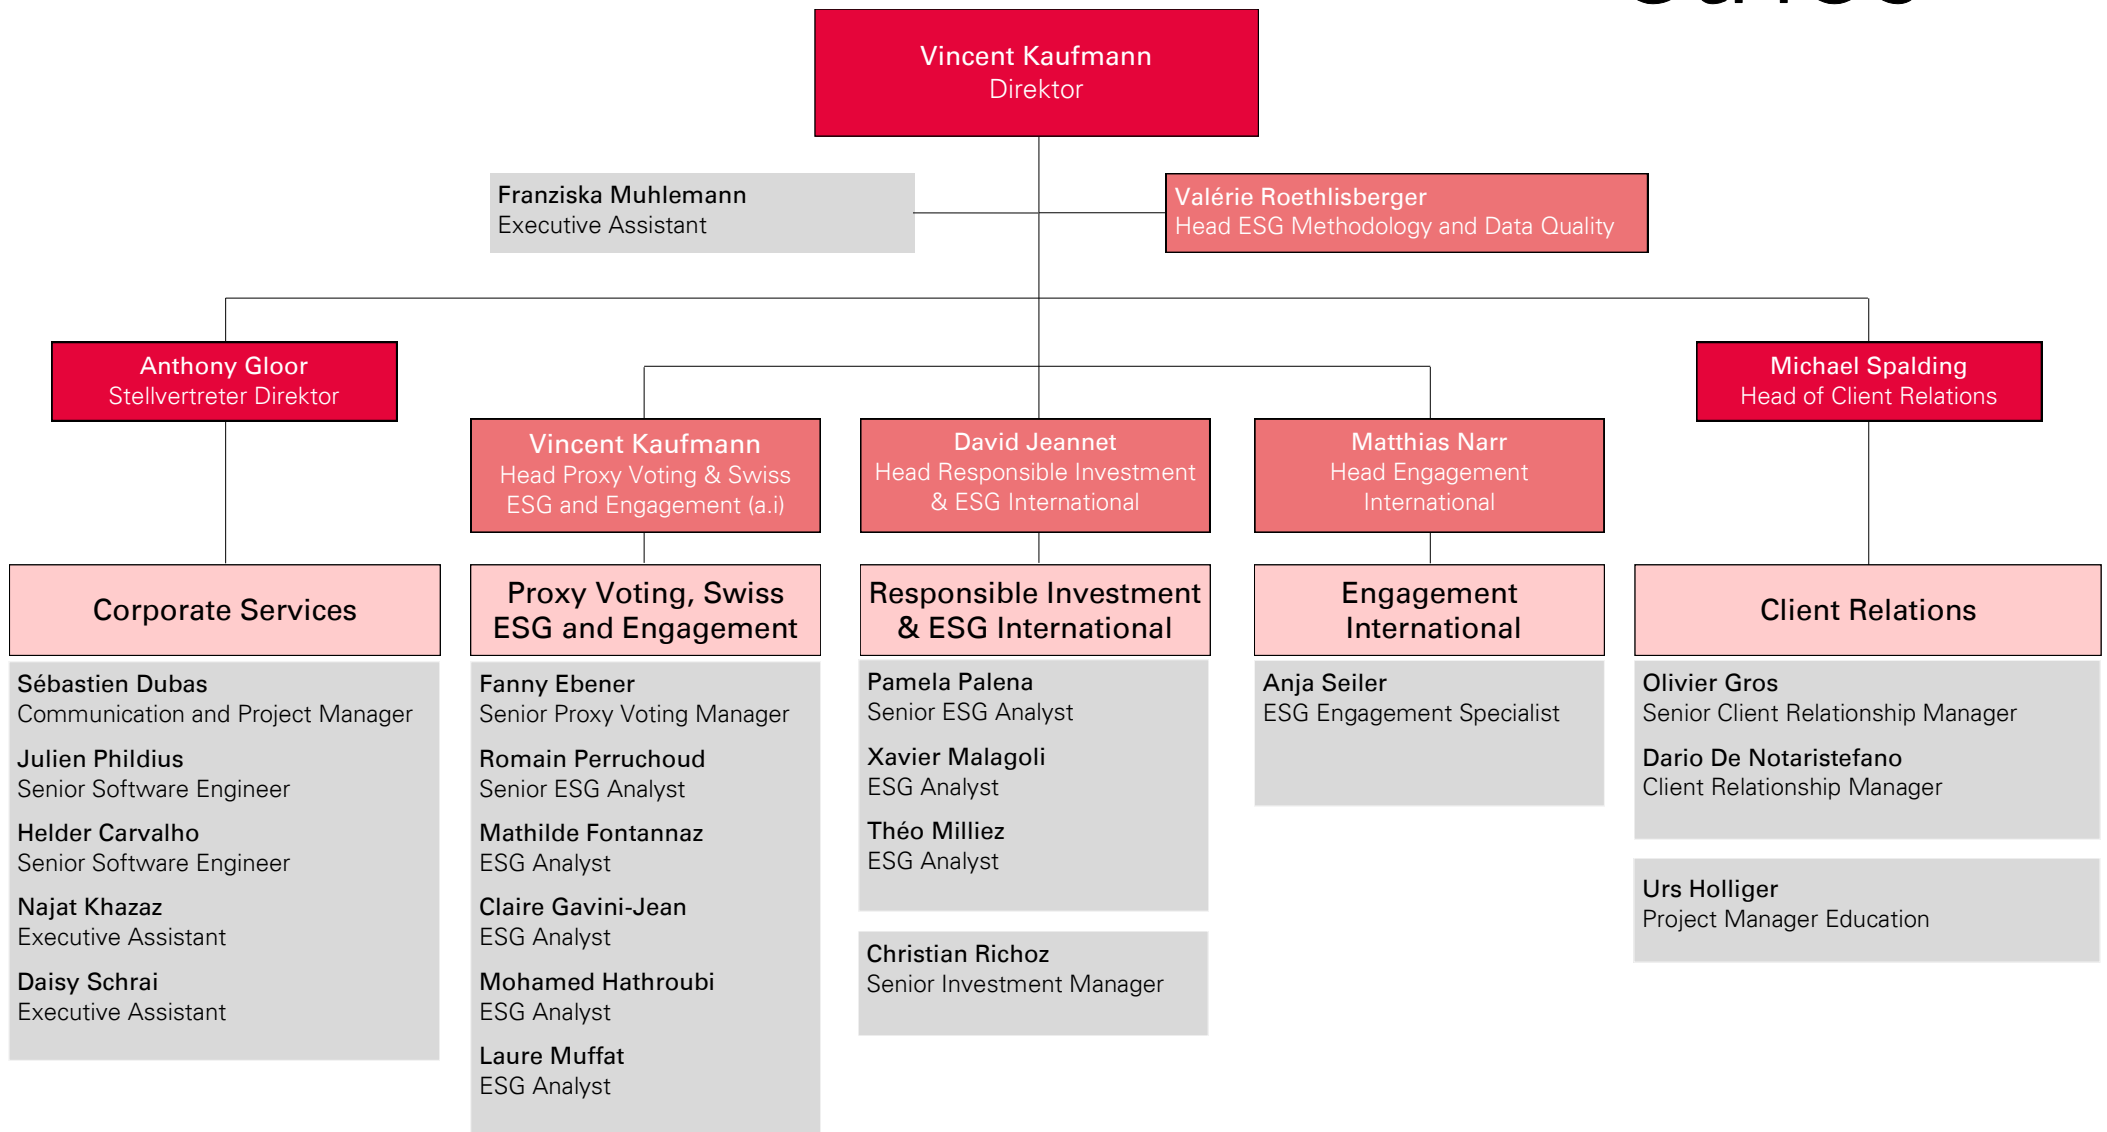 Vincent Kaufmann
Direktor
Franziska Muhlemann
Executive Assistant
Valérie Roethlisberger
Head ESG Methodology and Data Quality
Anthony Gloor
Stellvertreter Direktor
Michael Spalding
Head of Client Relations
Vincent Kaufmann
Head Proxy Voting & Swiss
ESG and Engagement (a.i)
David Jeannet
Head Responsible Investment
& ESG International
Matthias Narr
Head Engagement
International
Corporate Services
Sébastien Dubas
Communication and Project Manager
Julien Phildius
Senior Software Engineer
Helder Carvalho
Senior Software Engineer
Najat Khazaz
Executive Assistant
Daisy Schrai
Executive Assistant
Proxy Voting, Swiss
ESG and Engagement
Fanny Ebener
Senior Proxy Voting Manager
Romain Perruchoud
Senior ESG Analyst
Mathilde Fontannaz
ESG Analyst
Claire Gavini-Jean
ESG Analyst
Mohamed Hathroubi
ESG Analyst
Laure Muffat
ESG Analyst
Responsible Investment
& ESG International
Pamela Palena
Senior ESG Analyst
Xavier Malagoli
ESG Analyst
Théo Milliez
ESG Analyst
Christian Richoz
Senior Investment Manager
Engagement
International
Anja Seiler
ESG Engagement Specialist
Client Relations
Olivier Gros
Senior Client Relationship Manager
Dario De Notaristefano
Client Relationship Manager
Urs Holliger
Project Manager Education